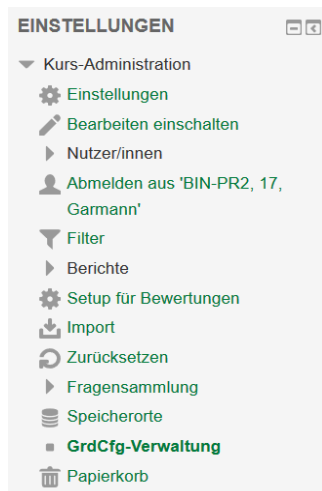 EINSTELLUNGEN
Kurs-Administration
Einstellungen
Bearbeiten einschalten
Nutzer/innen
Abmelden aus 'BIN-PR2, 17,
Garmann'
Filter
Berichte
Setup für Bewertungen
Import
Zurücksetzen
Fragensammlung
Speicherorte
GrdCfg-Verwaltung
Papierkorb